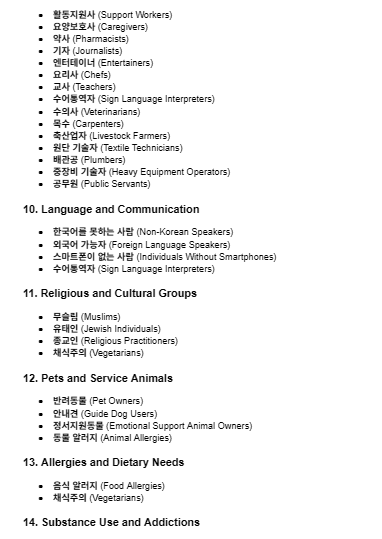 • 활동지원사 (Support Workers)
• 요양보호사 (Caregivers)
• 약사 (Pharmacists)
• 기자 (Journalists)
• 엔터테이너 (Entertainers)
• 요리사 (Chefs)
• 교사 (Teachers)
• 수어통역자 (Sign Language Interpreters)
• 수의사 (Veterinarians)
• 목수 (Carpenters)
• 축산업자 (Livestock Farmers)
• 원단 기술자 (Textile Technicians)
• 배관공 (Plumbers)
• 중장비 기술자 (Heavy Equipment Operators)
• 공무원 (Public Servants)
10. Language and Communication
• 한국어를 못하는 사람 (Non-Korean Speakers)
• 외국어 가능자 (Foreign Language Speakers)
• 스마트폰이 없는 사람 (Individuals Without Smartphones)
• 수어통역자 (Sign Language Interpreters)
11. Religious and Cultural Groups
• 무슬림 (Muslims)
• 유태인 (Jewish Individuals)
• 종교인 (Religious Practitioners)
• 채식주의 (Vegetarians)
12. Pets and Service Animals
• 반려동물 (Pet Owners)
• 안내견 (Guide Dog Users)
• 정서지원동물 (Emotional Support Animal Owners)
• 동물 알러지 (Animal Allergies)
13. Allergies and Dietary Needs
• 음식 알러지 (Food Allergies)
• 채식주의 (Vegetarians)
14. Substance Use and Addictions